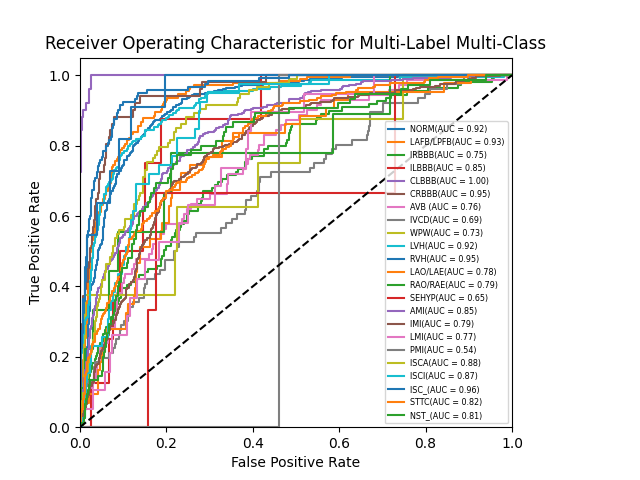 Receiver Operating Characteristic for Multi-Label Multi-Class
True Positive Rate
1.0
0.8
0.6
0.4
0.2
0.0
NORM(AUC = 0.92)
LAFB/LPFB(AUC = 0.93)
IRBBB(AUC = 0.75)
ILBBB(AUC = 0.85)
CLBBB(AUC = 1.00)
CRBBB(AUC = 0.95)
AVB (AUC = 0.76)
IVCD(AUC = 0.69)
WPW(AUC = 0.73)
LVH(AUC = 0.92)
RVH(AUC = 0.95)
LAO/LAE(AUC = 0.78)
RAO/RAE(AUC = 0.79)
SEHYP(AUC = 0.65)
AMI(AUC = 0.85)
IMI(AUC = 0.79)
LMI(AUC = 0.77)
PMI(AUC = 0.54)
ISCA(AUC = 0.88)
ISCI(AUC = 0.87)
ISC_(AUC = 0.96)
STTC(AUC = 0.82)
NST_(AUC = 0.81)
0.0 0.2 0.4 0.6 0.8 1.0
False Positive Rate